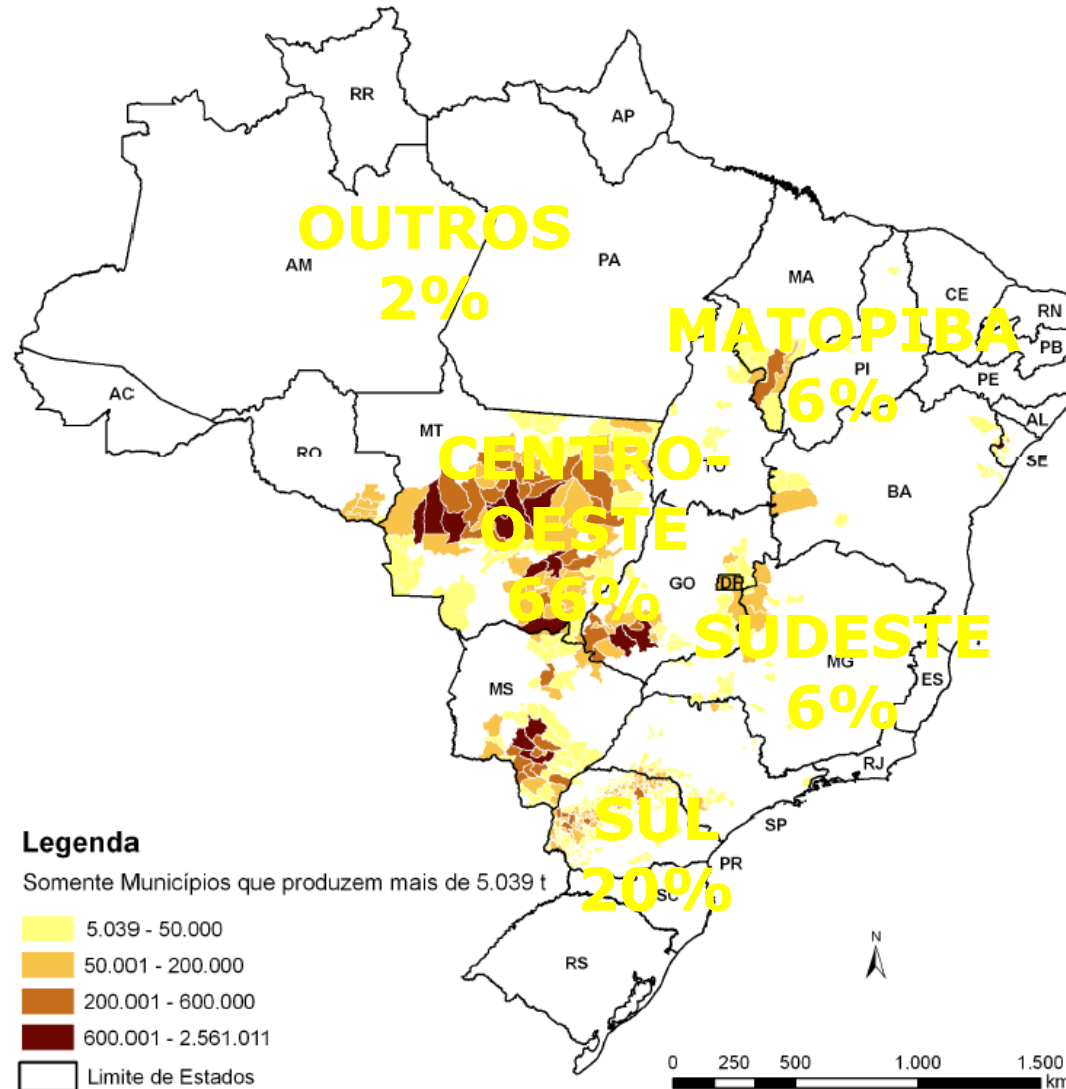 RR
AP
OUTROS
2%
AM
PA
MA
CE
RN
MATOPIBA
6%
PB
PI
PE
AC
AL
MT
RO
CENTRO-
TO
SE
OESTE
66%
BA
GO
DF
SUDESTE
6%
MG
ES
MS
RJ
SUL
20%
SP
PR
SC
RS
Legenda
Somente Municípios que produzem mais de 5.039 t
5.039 - 50.000
50.001 - 200.000
200.001 - 600.000
600.001 - 2.561.011
Limite de Estados
N
0 250 500 1.000 1.500
km